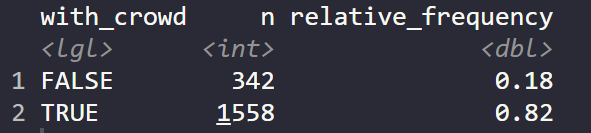 with_crowd n relative_frequency
<lgl> <int> <dbl>
1 FALSE 342 0.18
2 TRUE 1558 0.82